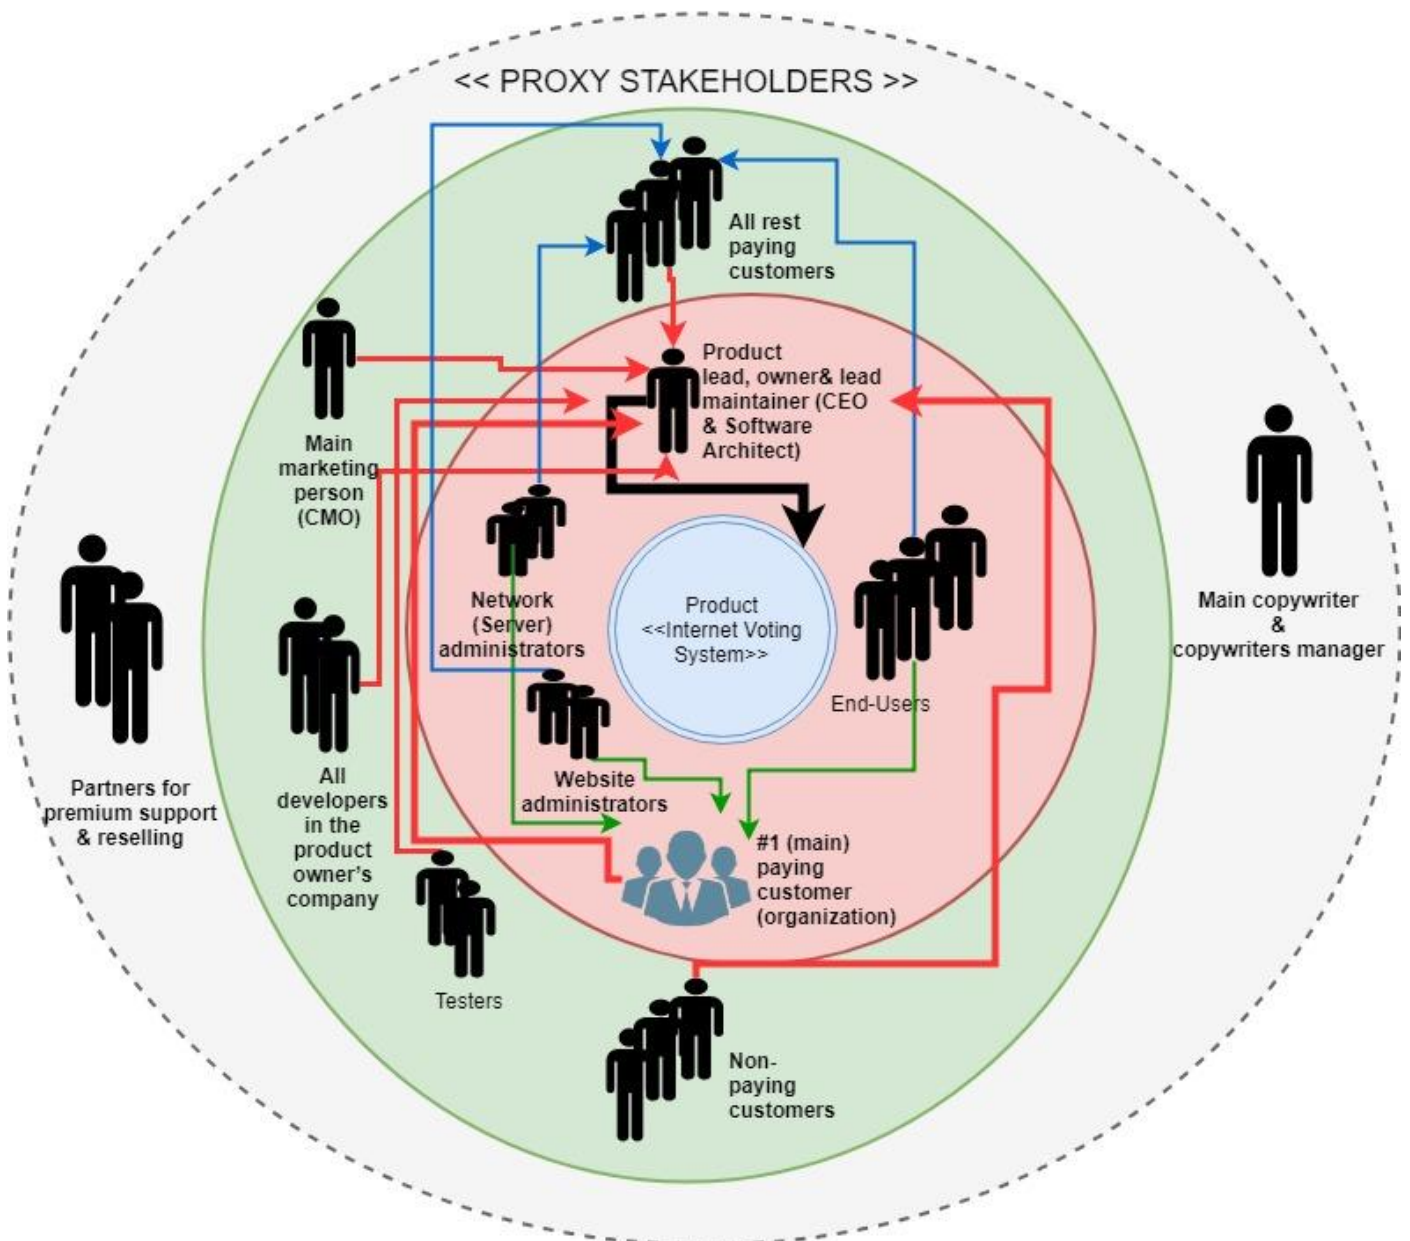 << PROXY STAKEHOLDERS >>
All rest
paying
customers
Product
lead, owner& lead
maintainer (CEO
& Software
Architect)
Main
marketing
person
(CMO)
Network
(Server)
administrators
Product
<<Internet Voting
System>>
End-Users
Main copywriter
&
copywriters manager
Partners for
premium support
& reselling
All
developers
in the
product
owner's
company
Website
administrators
#1 (main)
paying
customer
(organization)
Testers
Non-
paying
customers